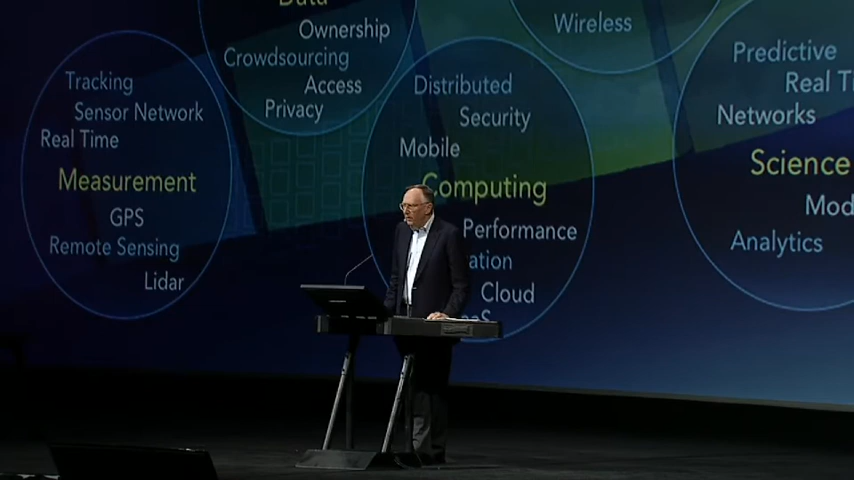 Data
Ownership
Crowdsourcing
Access
Privacy
Wireless
Tracking
Sensor Network
Real Time
Measurement
GPS
Remote Sensing
Lidar
Distributed
Security
Mobile
Computing
Performance
ation
Cloud
aaS
Predictive
Real Ti
Networks
Science
Mod
Analytics